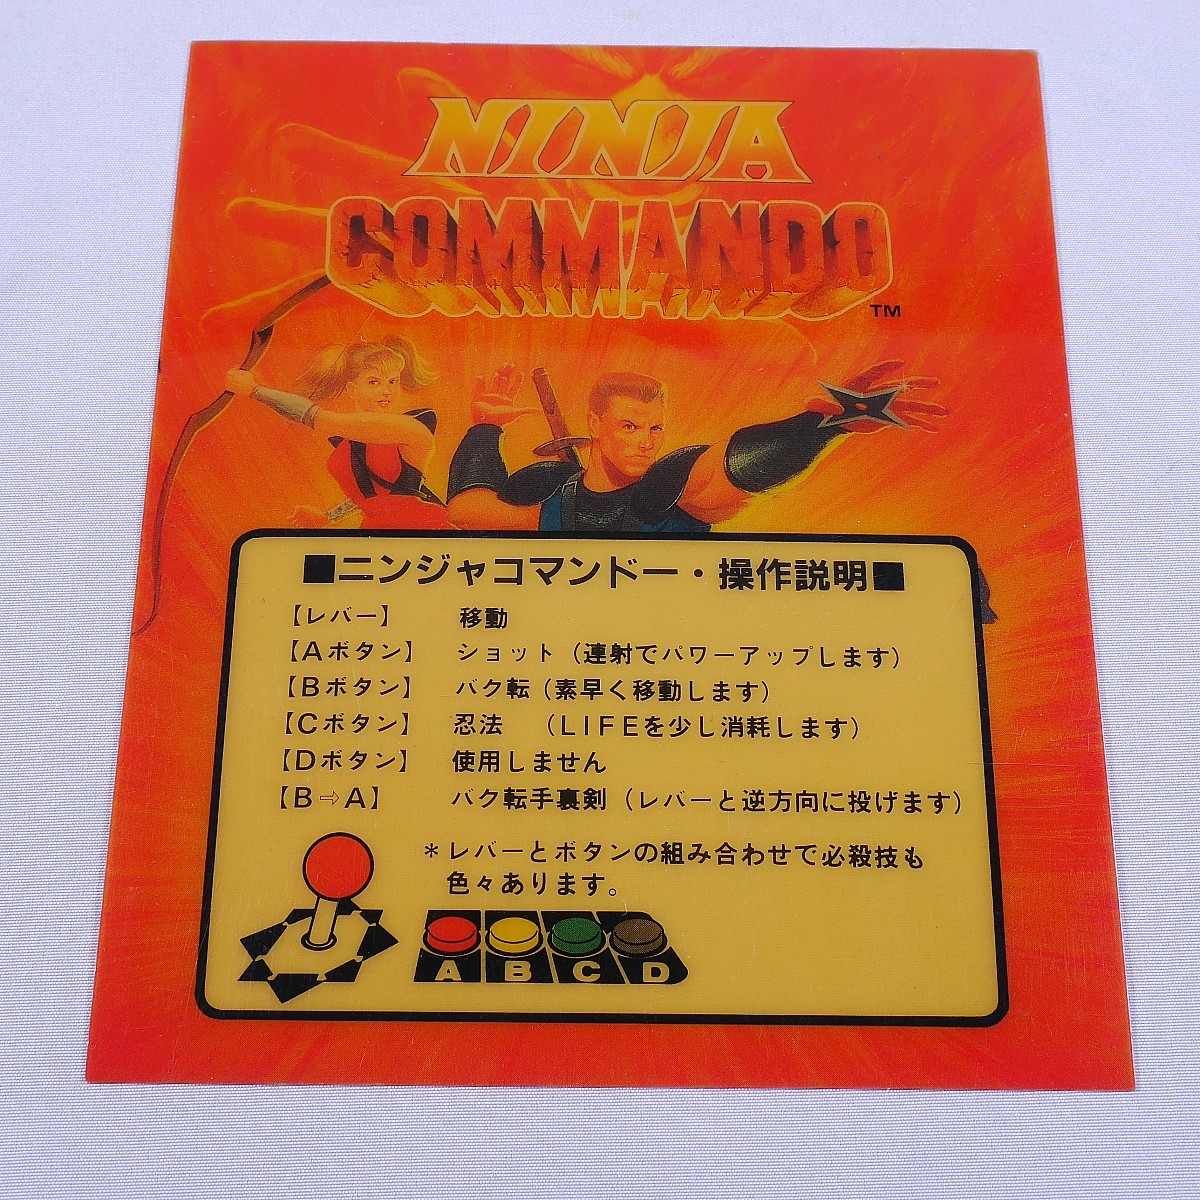 NINJA
COMMANDO
TM
■ニンジャコマンドー・操作説明■
【レバー】 移動
【Aボタン】 ショット（連射でパワーアップします）
【Bボタン】 バク転（素早く移動します）
【Cボタン】 忍法 （LIFEを少し消耗します）
【Dボタン】 使用しません
【B⇨A】 バク転手裏剣（レバーと逆方向に投げます）
＊レバーとボタンの組み合わせで必殺技も
色々あります。
A B C D